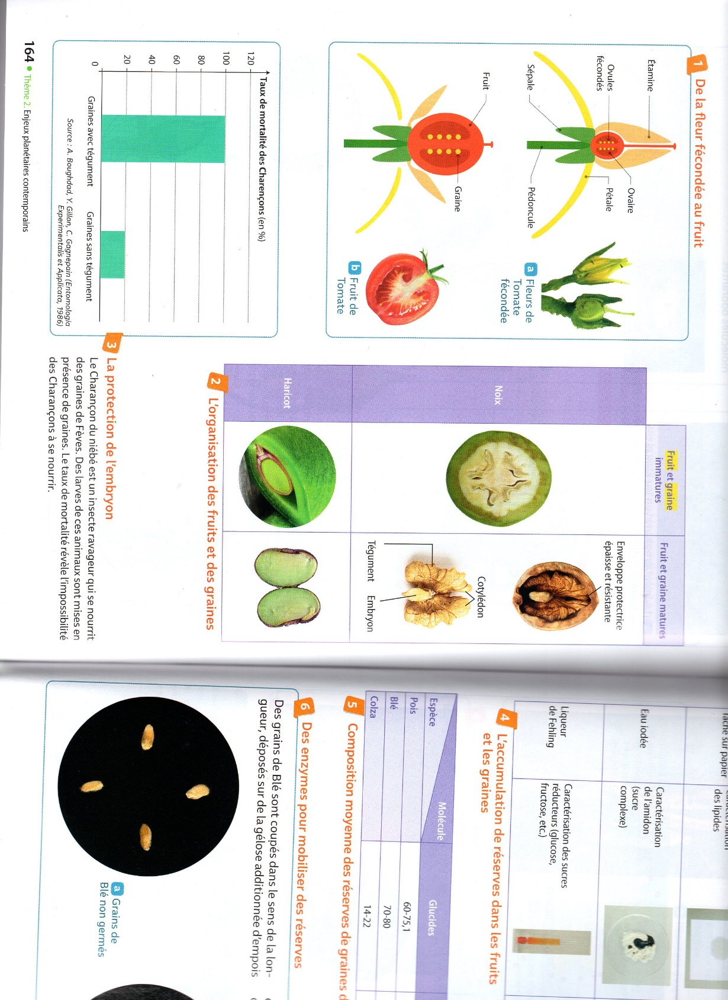 1 De la fleur fécondée au fruit
Étamine
Ovules
fécondés
Sépale
Ovaire
Pétale
Pédoncule
a Fleurs de
Tomate
fécondée
Fruit
Graine
b Fruit de
Tomate
Fruit et graine
immatures
Fruit et graine matures
Noix
Enveloppe protectrice
épaisse et résistante
Cotylédon
Tégument
Embryon
Haricot
2 L'organisation des fruits et des graines
Taux de mortalité des Charençons (en %)
120
100
80
60
40
20
0
Graines avec tégument
Graines sans tégument
Source : A. Boughdad, Y. Gillon, C. Gagnepain (Entomologia
Experimentalis et Applicata, 1986)
3 La protection de l'embryon
Le Charançon du niébé est un insecte ravageur qui se nourrit
des graines de Fèves. Des larves de ces animaux sont mises en
présence de graines. Le taux de mortalité révèle l'impossibilité
des Charançons à se nourrir.
164 • Thème 2. Enjeux planétaires contemporains
tache sur papier
des lipides
Eau iodée
Caractérisation
de l'amidon
(sucre
complexe)
Liqueur
de Fehling
Caractérisation des sucres
réducteurs (glucose,
fructose, etc.)
4 L'accumulation de réserves dans les fruits
et les graines
Molécule
Espèce
Glucides
Pois
60-75,1
Blé
70-80
Colza
14-22
5 Composition moyenne des réserves de graines d
6 Des enzymes pour mobiliser des réserves
Des grains de Blé sont coupés dans le sens de la lon-
gueur, déposés sur de la gélose additionnée d'empois
a Grains de
Blé non germés